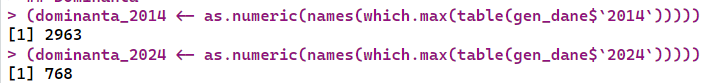 ## Dominanta
> (dominanta_2014 <- as.numeric(names(which.max(table(gen_dane$`2014`)))))
[1] 2963
> (dominanta_2024 <- as.numeric(names(which.max(table(gen_dane$`2024`)))))
[1] 768